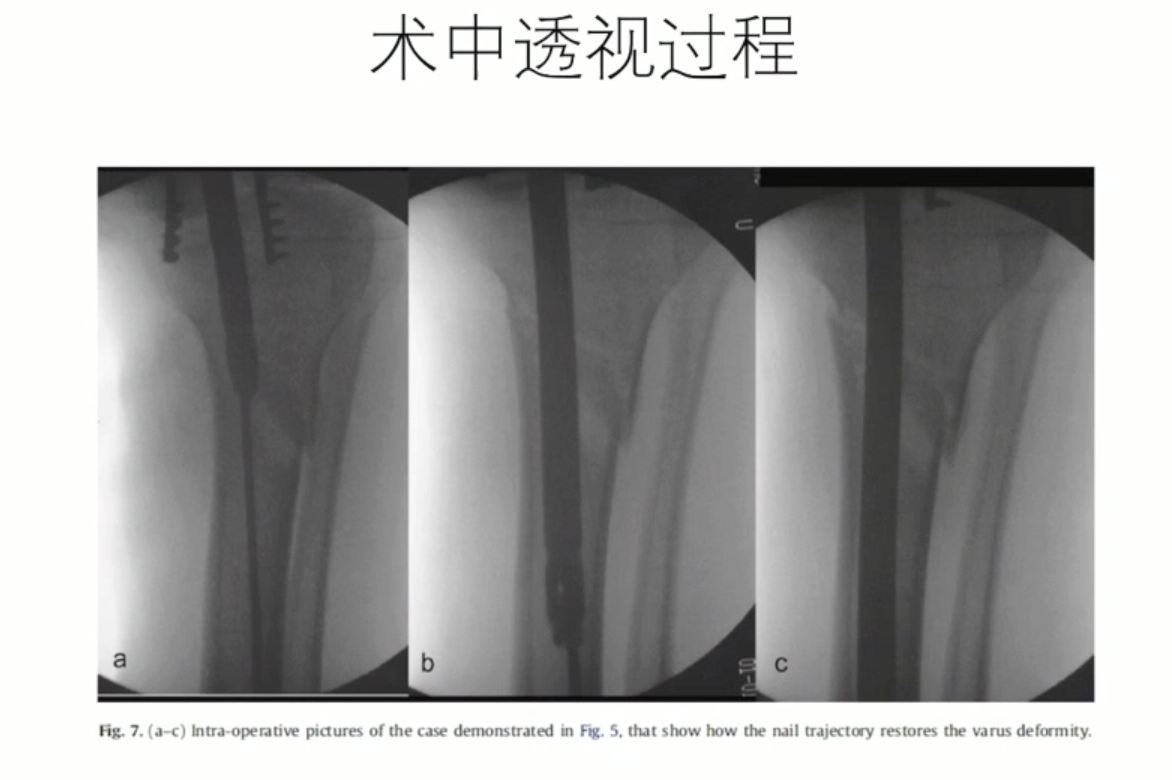 术中透视过程
a
b
c
Fig. 7. (a–c) Intra-operative pictures of the case demonstrated in Fig. 5, that show how the nail trajectory restores the varus deformity.